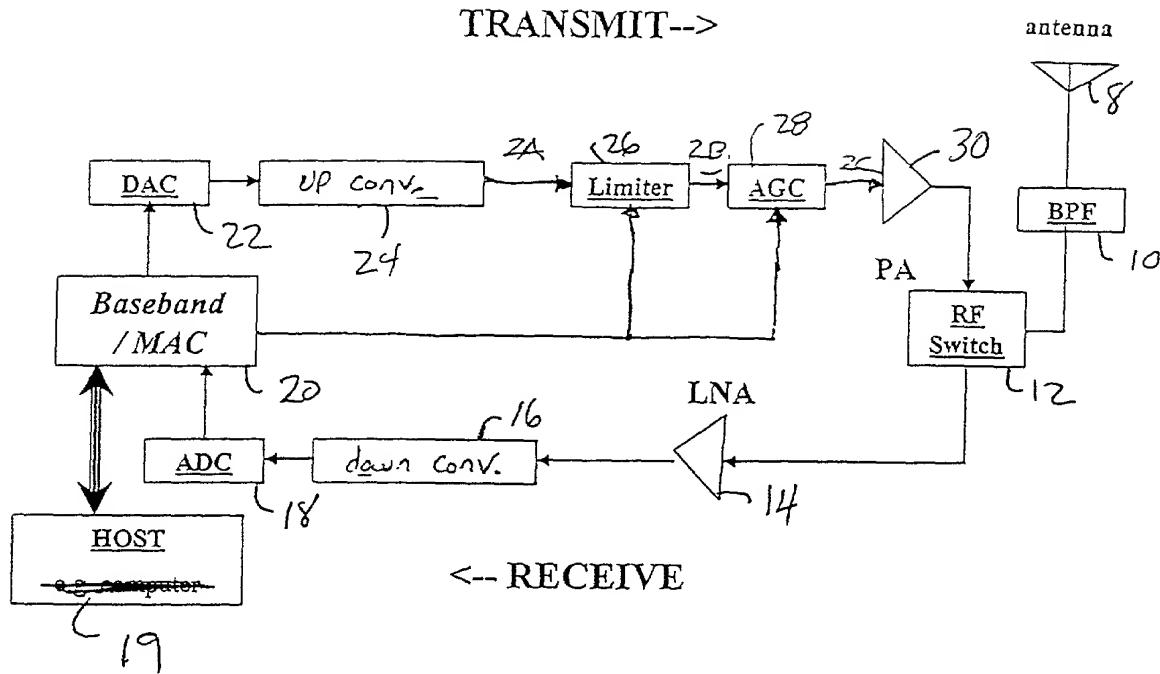 TRANSMIT-->
antenna
8
28
30
2A
26
2B
2C
DAC
UP conv.
Limiter
AGC
BPF
22
24
10
PA
Baseband
/ MAC
RF
Switch
20
12
LNA
16
ADC
down conv.
18
14
HOST
e.g. computer
<-- RECEIVE
19